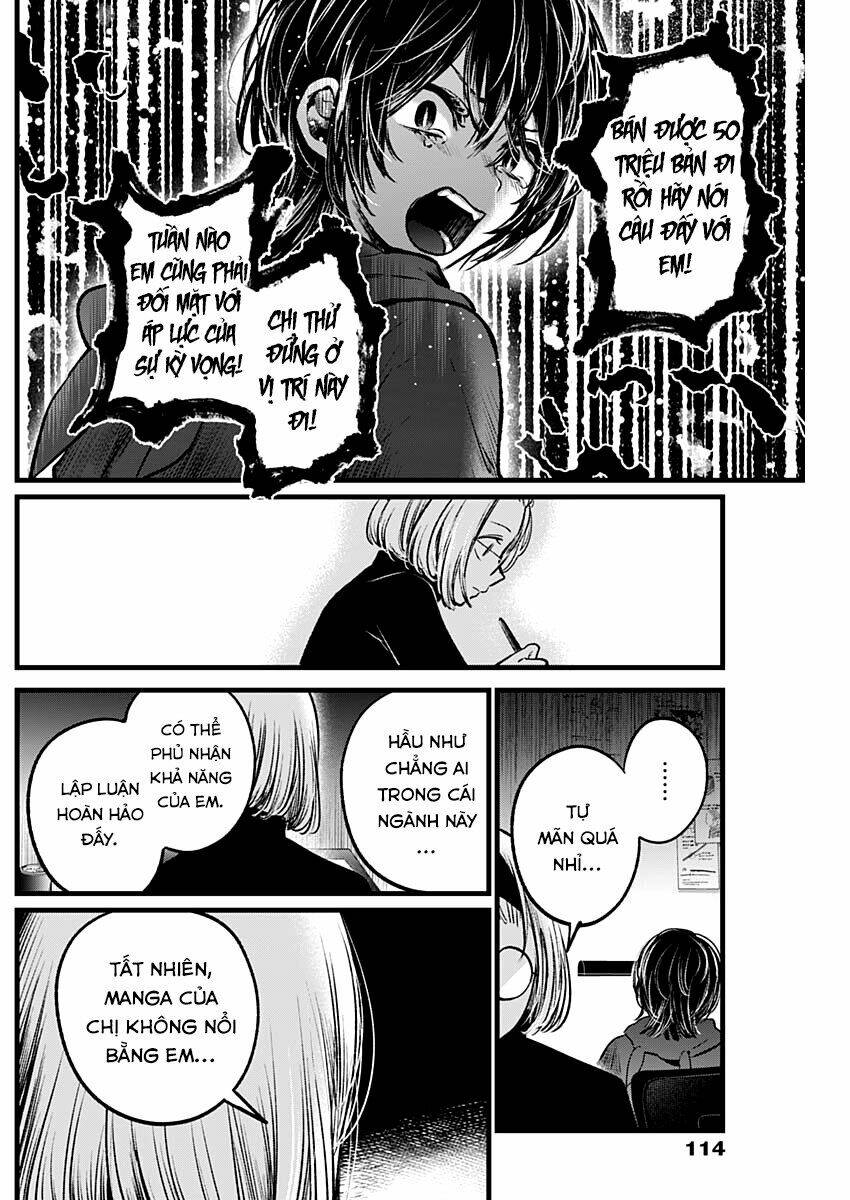 BÁN ĐƯỢC 50
TRIỆU BẢN ĐI
RỒI HÃY NÓI
CÂU ĐẤY VỚI
EM!
CHỊ THỬ
ĐỨNG Ở
VỊ TRÍ NÀY
ĐI!
TUẦN NÀO
EM CŨNG PHẢI
ĐỐI MẶT VỚI
ÁP LỰC CỦA
SỰ KỲ VỌNG!
......
TỰ
MÃN QUÁ
NHỈ...
HẦU NHƯ
CHẲNG AI
TRONG CÁI
NGÀNH NÀY
...
CÓ THỂ
PHỦ NHẬN
KHẢ NĂNG
CỦA EM.
LẬP LUẬN
HOÀN HẢO
ĐẤY.
TẤT NHIÊN,
MANGA CỦA
CHỊ KHÔNG NỔI
BẰNG EM...
114